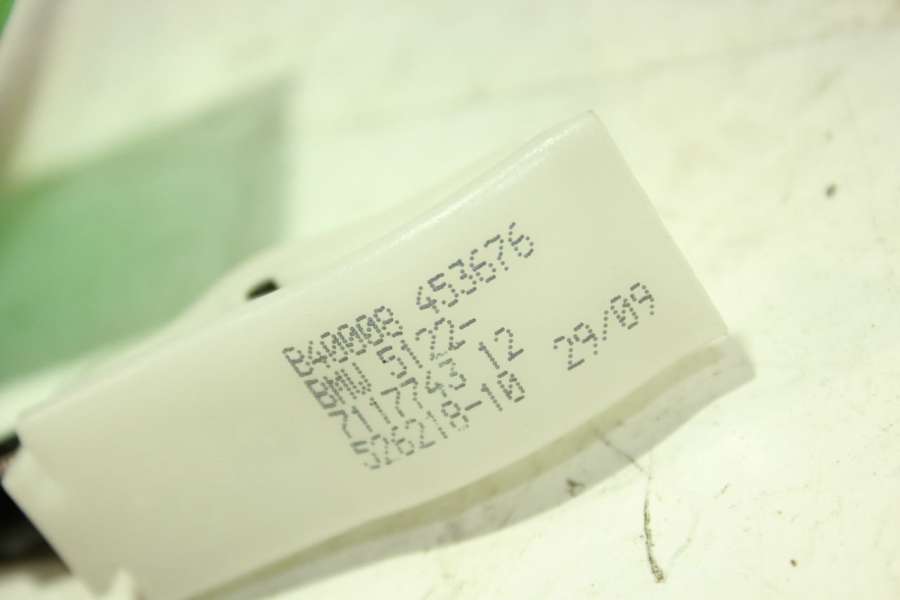 B40008 453676
BMW 5122-
7117743 12
526218-10 29/09